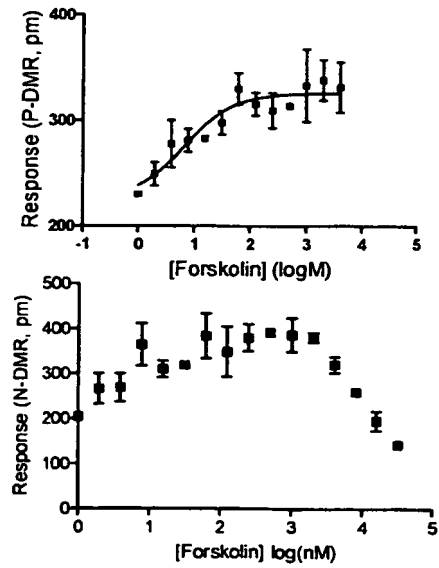 Response (P-DMR, pm)
400
300
200
-1 0 1 2 3 4 5
[Forskolin] (logM)
Response (N-DMR, pm)
500
400
300
200
100
0
0 1 2 3 4 5
[Forskolin] log(nM)